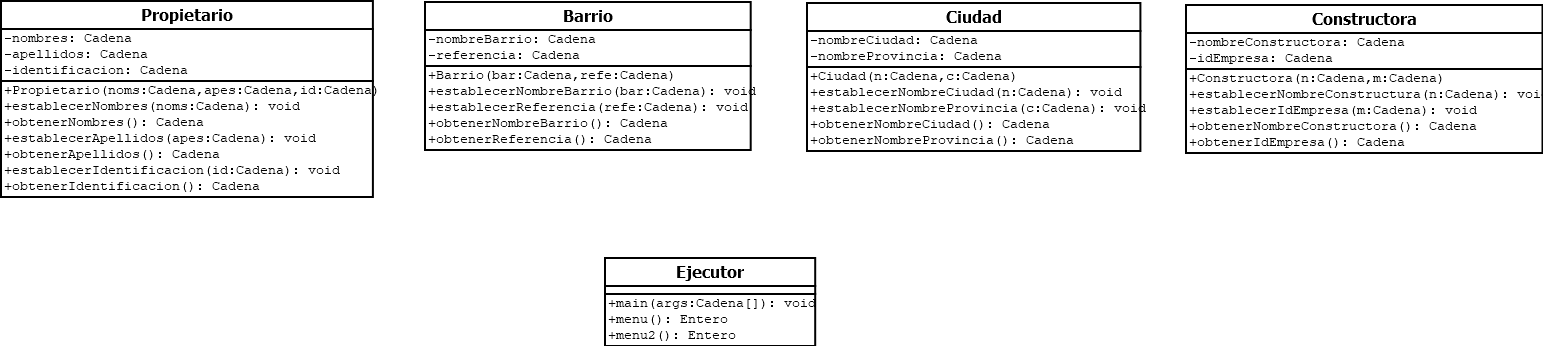 Propietario
-nombres: Cadena
-apellidos: Cadena
-identificacion: Cadena
+Propietario(noms:Cadena,apes:Cadena,id:Cadena)
+establecerNombres(noms:Cadena): void
+obtenerNombres(): Cadena
+establecerApellidos(apes:Cadena): void
+obtenerApellidos(): Cadena
+establecerIdentificacion(id:Cadena): void
+obtenerIdentificacion(): Cadena
Barrio
-nombreBarrio: Cadena
-referencia: Cadena
+Barrio(bar:Cadena,refe:Cadena)
+establecerNombreBarrio(bar:Cadena): void
+establecerReferencia(refe:Cadena): void
+obtenerNombreBarrio(): Cadena
+obtenerReferencia(): Cadena
Ciudad
-nombreCiudad: Cadena
-nombreProvincia: Cadena
+Ciudad(n:Cadena,c:Cadena)
+establecerNombreCiudad(n:Cadena): void
+establecerNombreProvincia(c:Cadena): void
+obtenerNombreCiudad(): Cadena
+obtenerNombreProvincia(): Cadena
Constructora
-nombreConstructora: Cadena
-idEmpresa: Cadena
+Constructora(n:Cadena,m:Cadena)
+establecerNombreConstructura(n:Cadena): void
+establecerIdEmpresa(m:Cadena): void
+obtenerNombreConstructora(): Cadena
+obtenerIdEmpresa(): Cadena
Ejecutor
+main(args:Cadena[]): void
+menu(): Entero
+menu2(): Entero